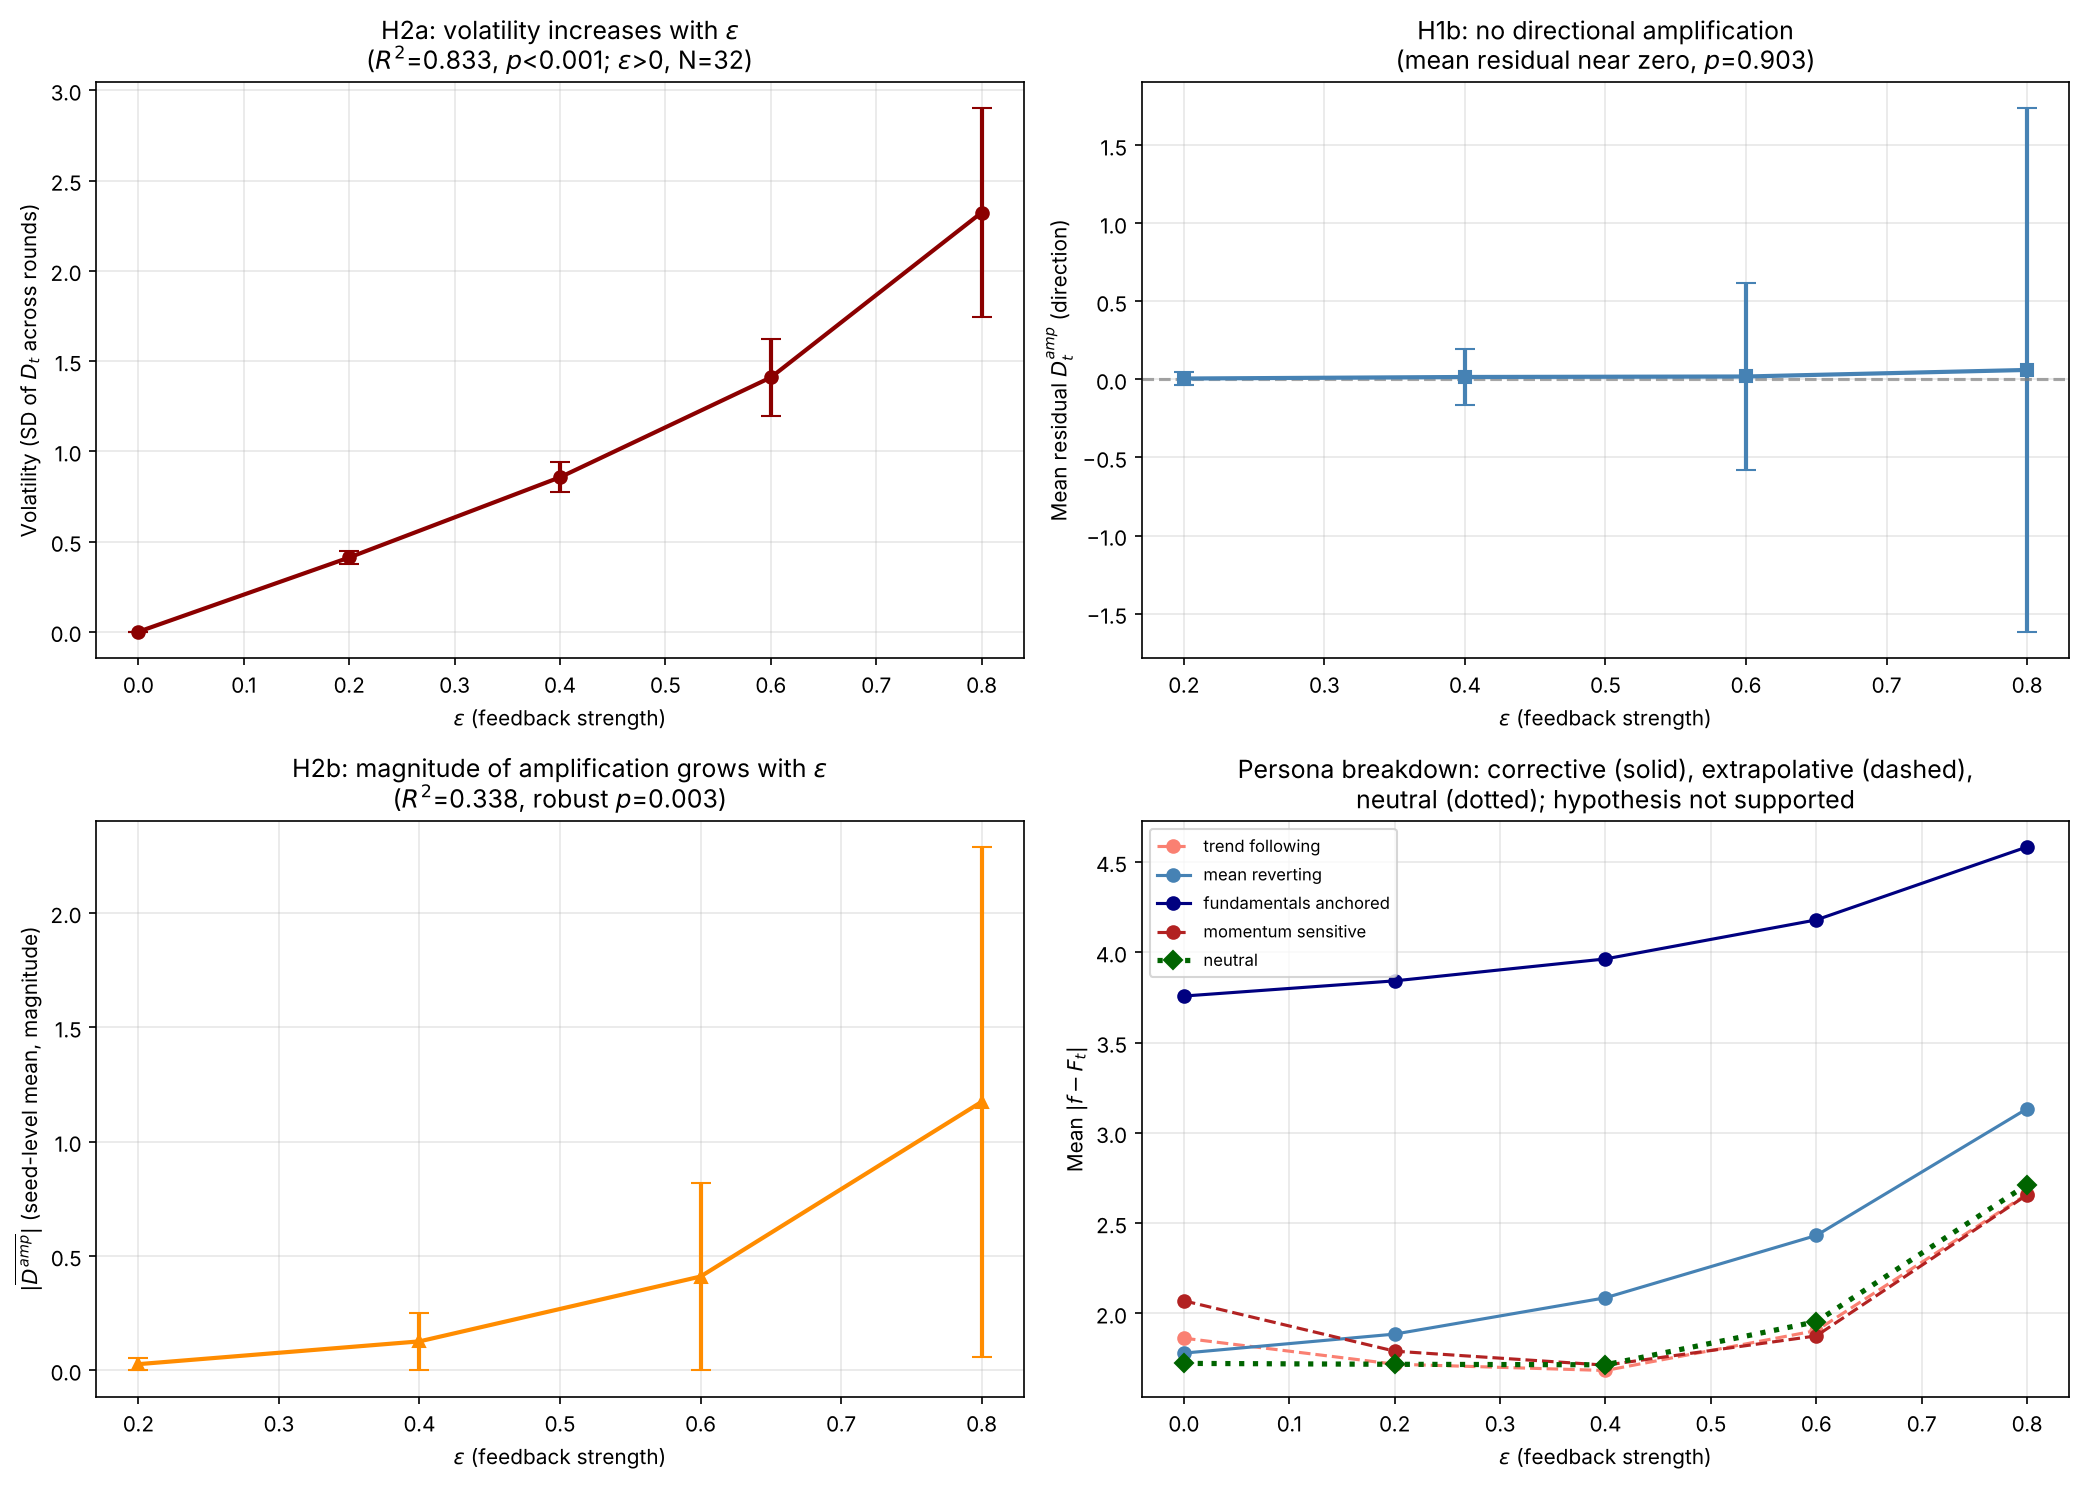 H2a: volatility increases with ε
(R²=0.833, p<0.001; ε>0, N=32)
Volatility (SD of Dₜ across rounds)
3.0
2.5
2.0
1.5
1.0
0.5
0.0
0.0 0.1 0.2 0.3 0.4 0.5 0.6 0.7 0.8
ε (feedback strength)
H1b: no directional amplification
(mean residual near zero, p=0.903)
Mean residual Dₜ^amp (direction)
1.5
1.0
0.5
0.0
−0.5
−1.0
−1.5
0.2 0.3 0.4 0.5 0.6 0.7 0.8
ε (feedback strength)
H2b: magnitude of amplification grows with ε
(R²=0.338, robust p=0.003)
|D^amp| (seed-level mean, magnitude)
2.0
1.5
1.0
0.5
0.0
0.2 0.3 0.4 0.5 0.6 0.7 0.8
ε (feedback strength)
Persona breakdown: corrective (solid), extrapolative (dashed),
neutral (dotted); hypothesis not supported
trend following
mean reverting
fundamentals anchored
momentum sensitive
neutral
Mean |f − Fₜ|
4.5
4.0
3.5
3.0
2.5
2.0
0.0 0.1 0.2 0.3 0.4 0.5 0.6 0.7 0.8
ε (feedback strength)